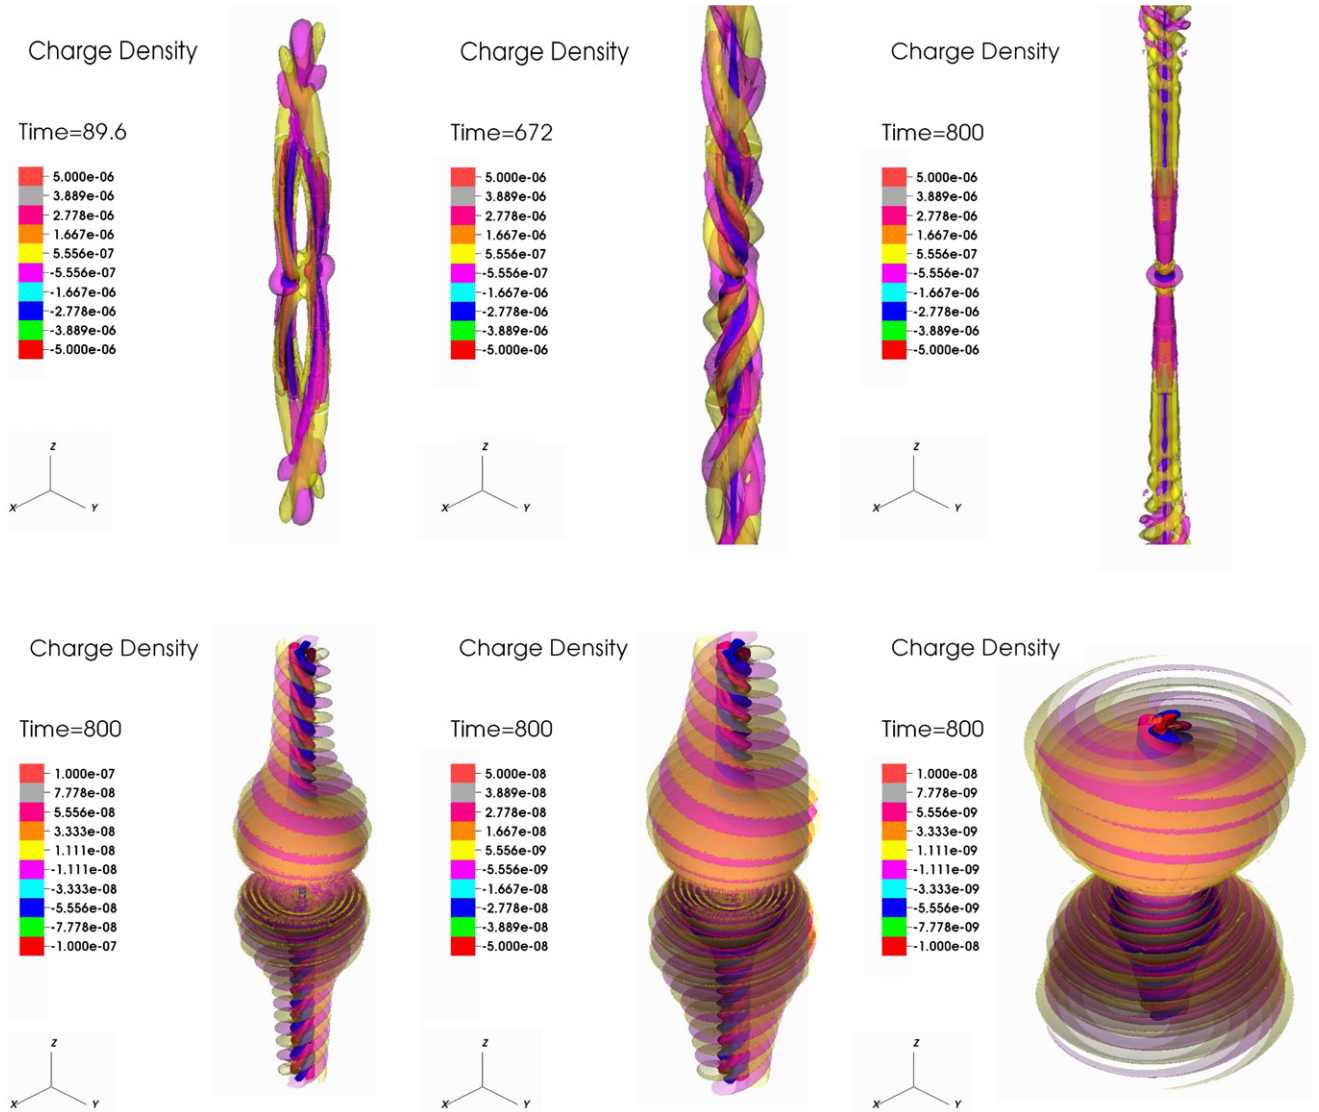 Charge Density
Time=89.6
5.000e-06
3.889e-06
2.778e-06
1.667e-06
5.556e-07
-5.556e-07
-1.667e-06
-2.778e-06
-3.889e-06
-5.000e-06
Z
X
Y
Charge Density
Time=672
5.000e-06
3.889e-06
2.778e-06
1.667e-06
5.556e-07
-5.556e-07
-1.667e-06
-2.778e-06
-3.889e-06
-5.000e-06
Z
X
Y
Charge Density
Time=800
5.000e-06
3.889e-06
2.778e-06
1.667e-06
5.556e-07
-5.556e-07
-1.667e-06
-2.778e-06
-3.889e-06
-5.000e-06
Z
X
Y
Charge Density
Time=800
1.000e-07
7.778e-08
5.556e-08
3.333e-08
1.111e-08
-1.111e-08
-3.333e-08
-5.556e-08
-7.778e-08
-1.000e-07
Z
X
Y
Charge Density
Time=800
5.000e-08
3.889e-08
2.778e-08
1.667e-08
5.556e-09
-5.556e-09
-1.667e-08
-2.778e-08
-3.889e-08
-5.000e-08
Z
X
Y
Charge Density
Time=800
1.000e-08
7.778e-09
5.556e-09
3.333e-09
1.111e-09
-1.111e-09
-3.333e-09
-5.556e-09
-7.778e-09
-1.000e-08
Z
X
Y